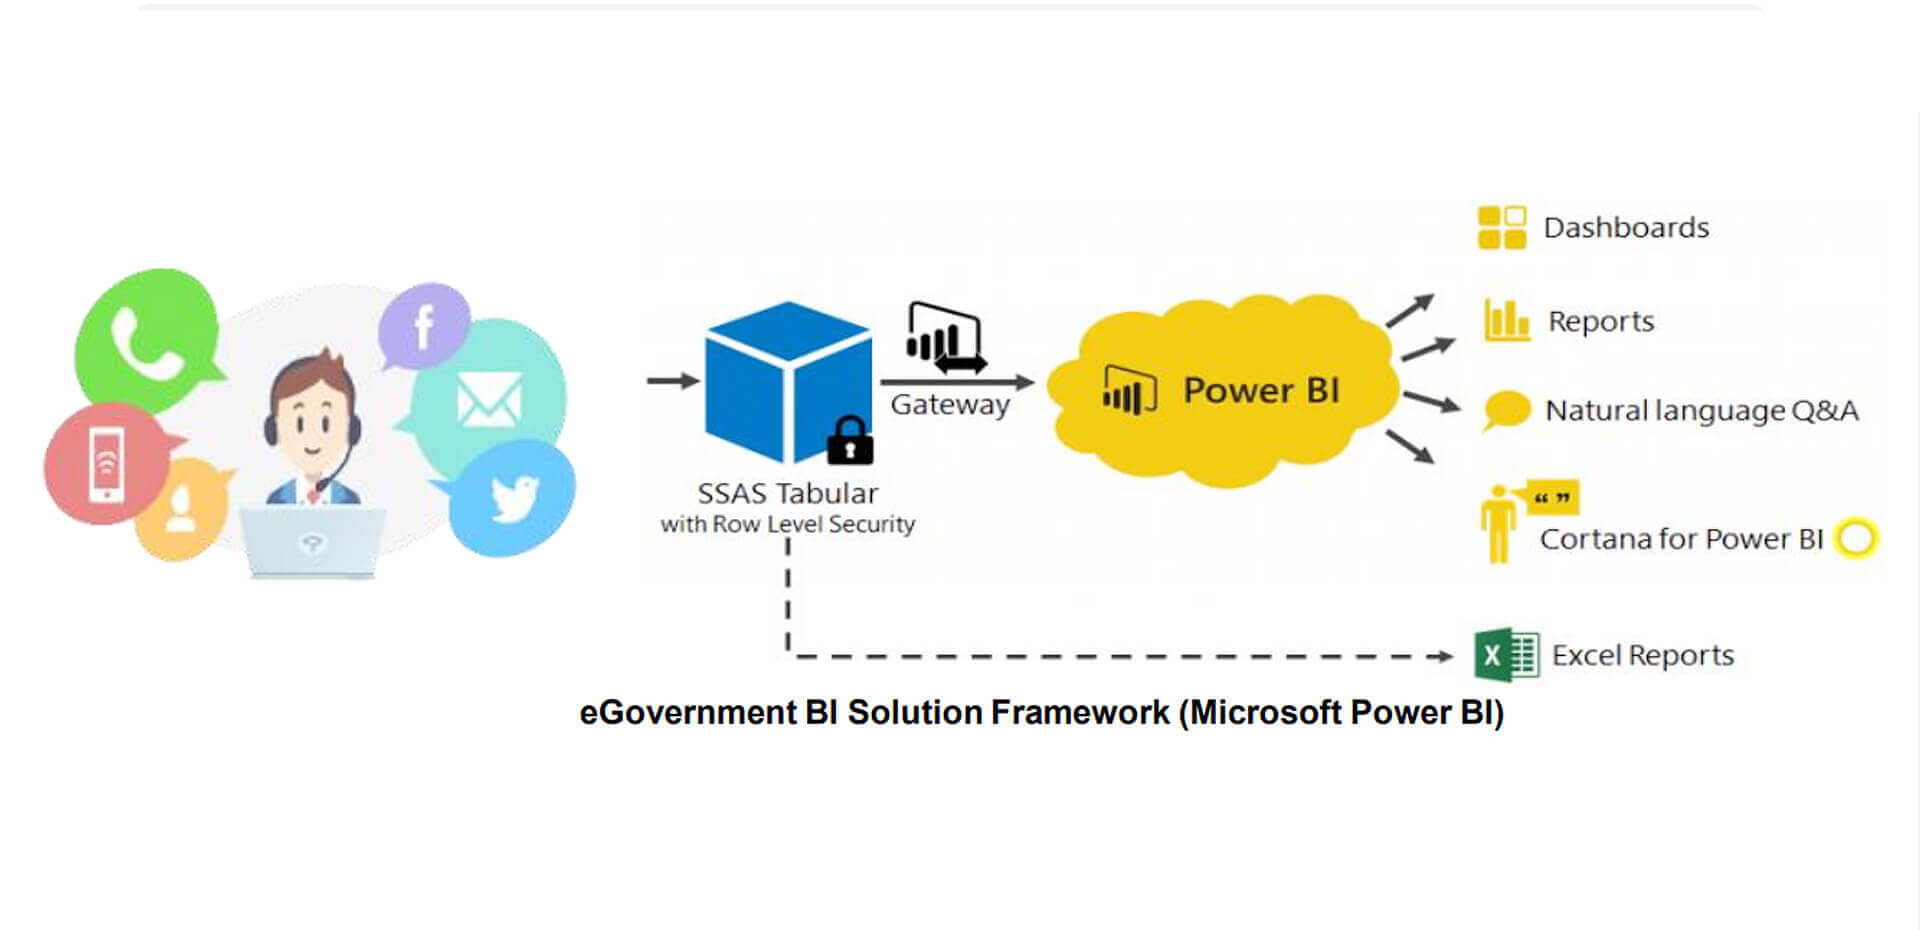 Dashboards
Reports
Gateway
Power BI
Natural language Q&A
SSAS Tabular
with Row Level Security
“ ”
Cortana for Power BI
X
Excel Reports
eGovernment BI Solution Framework (Microsoft Power BI)